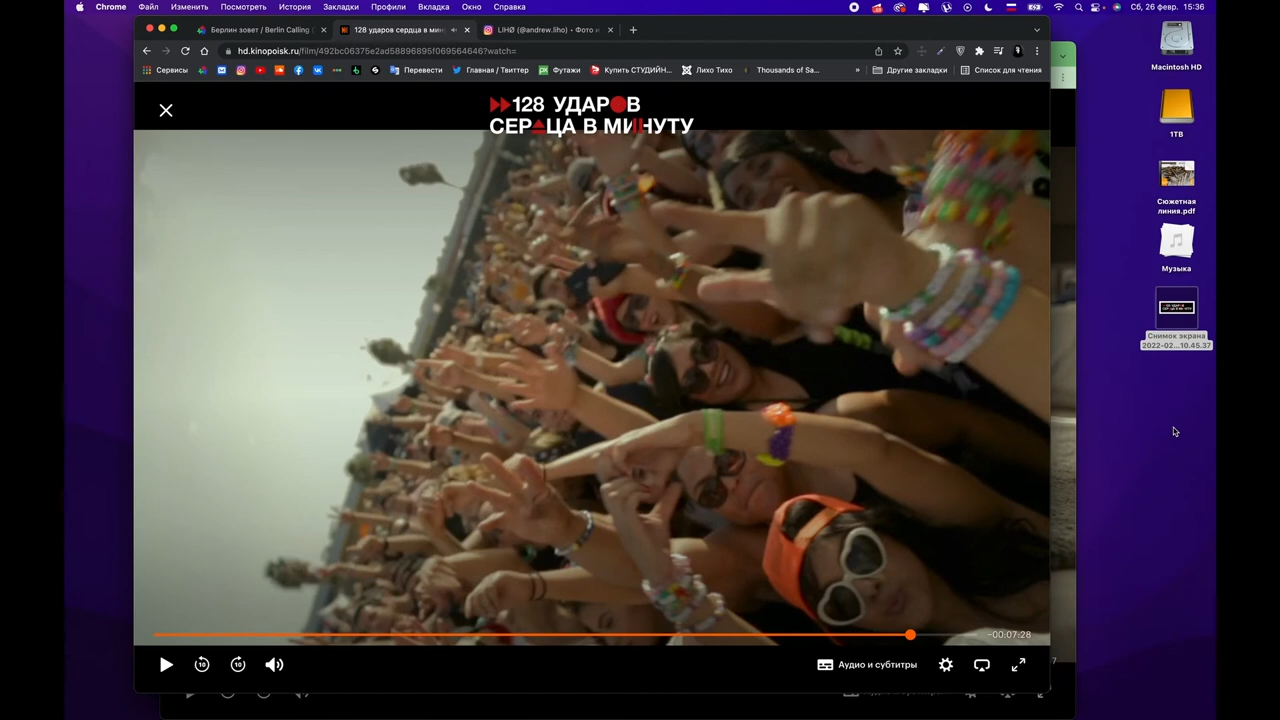 Chrome Файл Изменить Посмотреть История Закладки Профили Вкладка Окно Справка Сб, 26 февр. 15:36
Берлин зовет / Berlin Calling 128 ударов сердца в мин LIHØ (@andrew.liho) • Фото и
hd.kinopoisk.ru/film/492bc06375e2ad58896895f069564646?watch=
Сервисы Перевести Главная / Твиттер Футажи Купить СТУДИЙН... Лихо Тихо Thousands of Sa... » Другие закладки Список для чтения
128 УДАРОВ
СЕРДЦА В МИНУТУ
Macintosh HD
1TB
Сюжетная
линия.pdf
Музыка
Снимок экрана
2022-02...10.45.37
-00:07:28
10 10 Аудио и субтитры